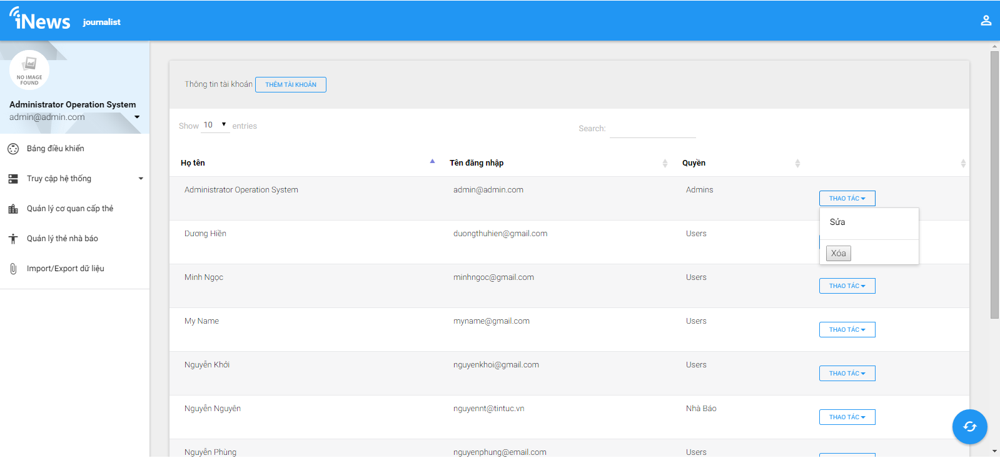 iNews journalist
NO IMAGE
FOUND
Administrator Operation System
admin@admin.com
Bảng điều khiển
Truy cập hệ thống
Quản lý cơ quan cấp thẻ
Quản lý thẻ nhà báo
Import/Export dữ liệu
Thông tin tài khoản THÊM TÀI KHOẢN
Show 10 entries Search:
Họ tên Tên đăng nhập Quyền
Administrator Operation System admin@admin.com Admins THAO TÁC
Sửa
Xóa
Dương Hiền duongthuhien@gmail.com Users
Minh Ngọc minhngoc@gmail.com Users THAO TÁC
My Name myname@gmail.com Users THAO TÁC
Nguyễn Khởi nguyenkhoi@gmail.com Users THAO TÁC
Nguyễn Nguyên nguyennt@tintuc.vn Nhà Báo THAO TÁC
Nguyễn Phùng nguyenphung@email.com Users